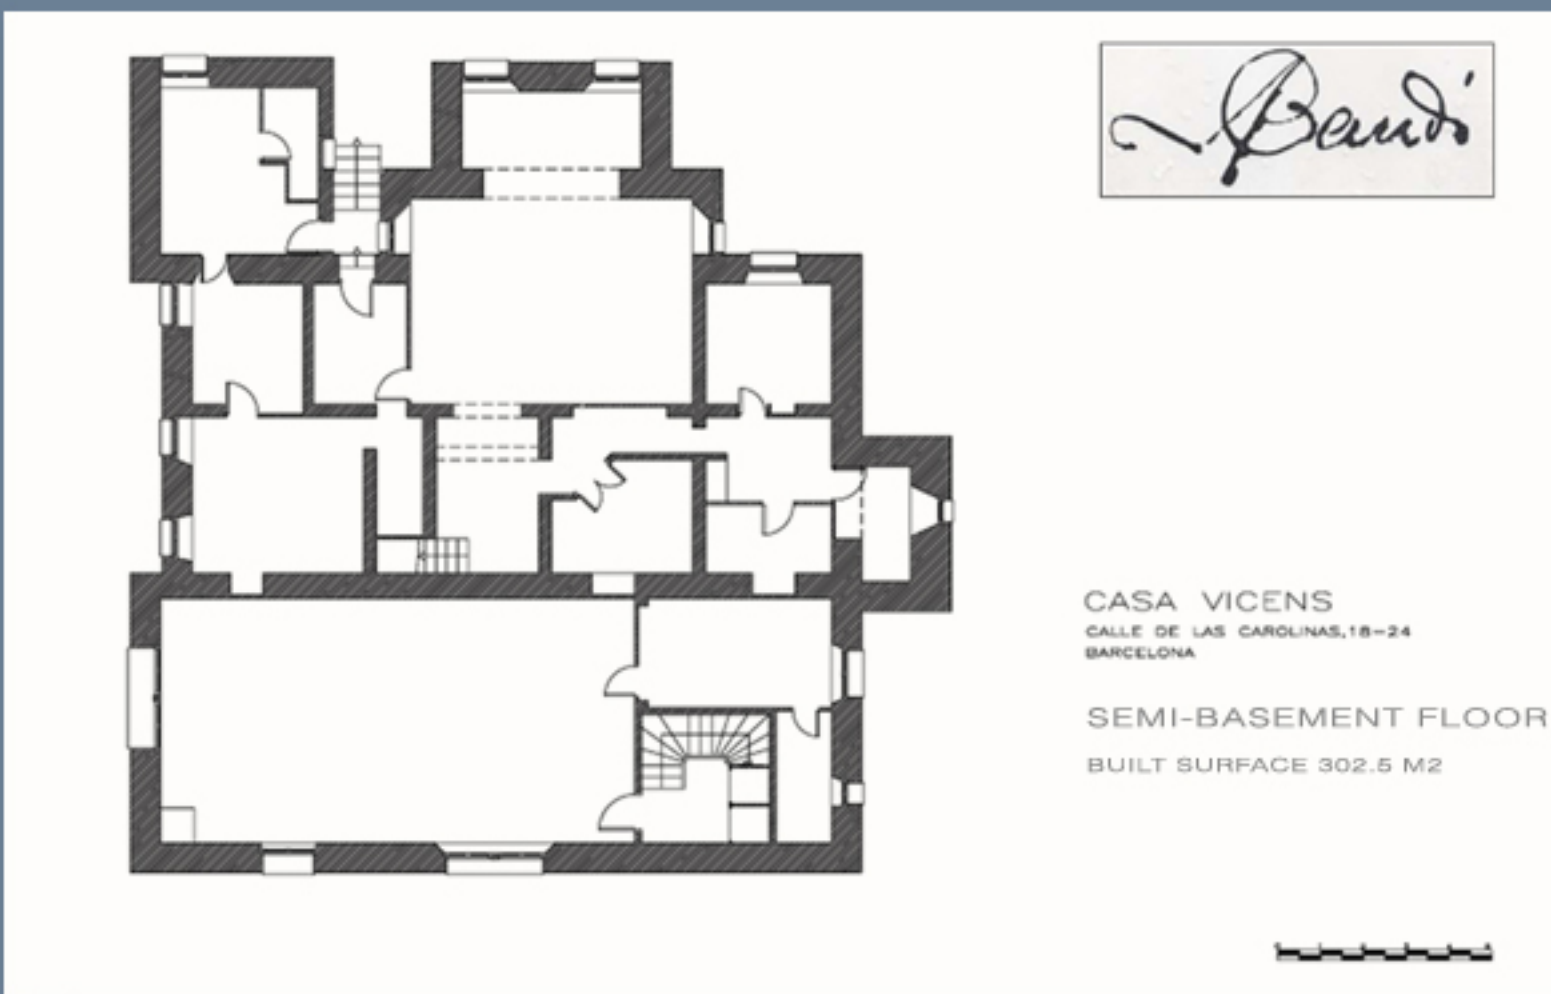 Gaudí
CASA VICENS
CALLE DE LAS CAROLINAS,18-24
BARCELONA
SEMI-BASEMENT FLOOR
BUILT SURFACE 302.5 M2